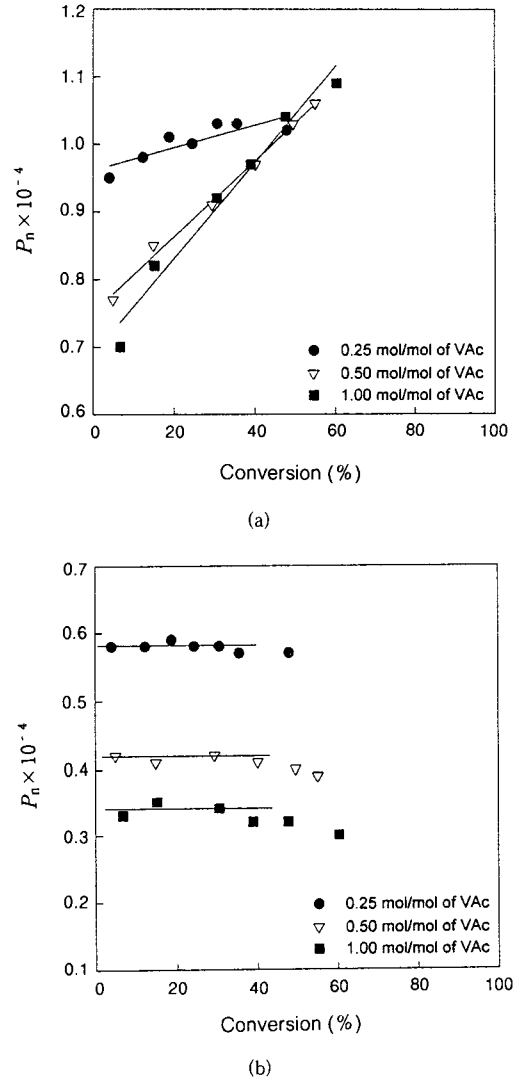 1.2
1.1
1.0
0.9
0.8
0.7
0.6
Pn × 10⁻⁴
0 20 40 60 80 100
Conversion (%)
● 0.25 mol/mol of VAc
▽ 0.50 mol/mol of VAc
■ 1.00 mol/mol of VAc
(a)
0.7
0.6
0.5
0.4
0.3
0.2
0.1
Pn × 10⁻⁴
0 20 40 60 80 100
Conversion (%)
● 0.25 mol/mol of VAc
▽ 0.50 mol/mol of VAc
■ 1.00 mol/mol of VAc
(b)